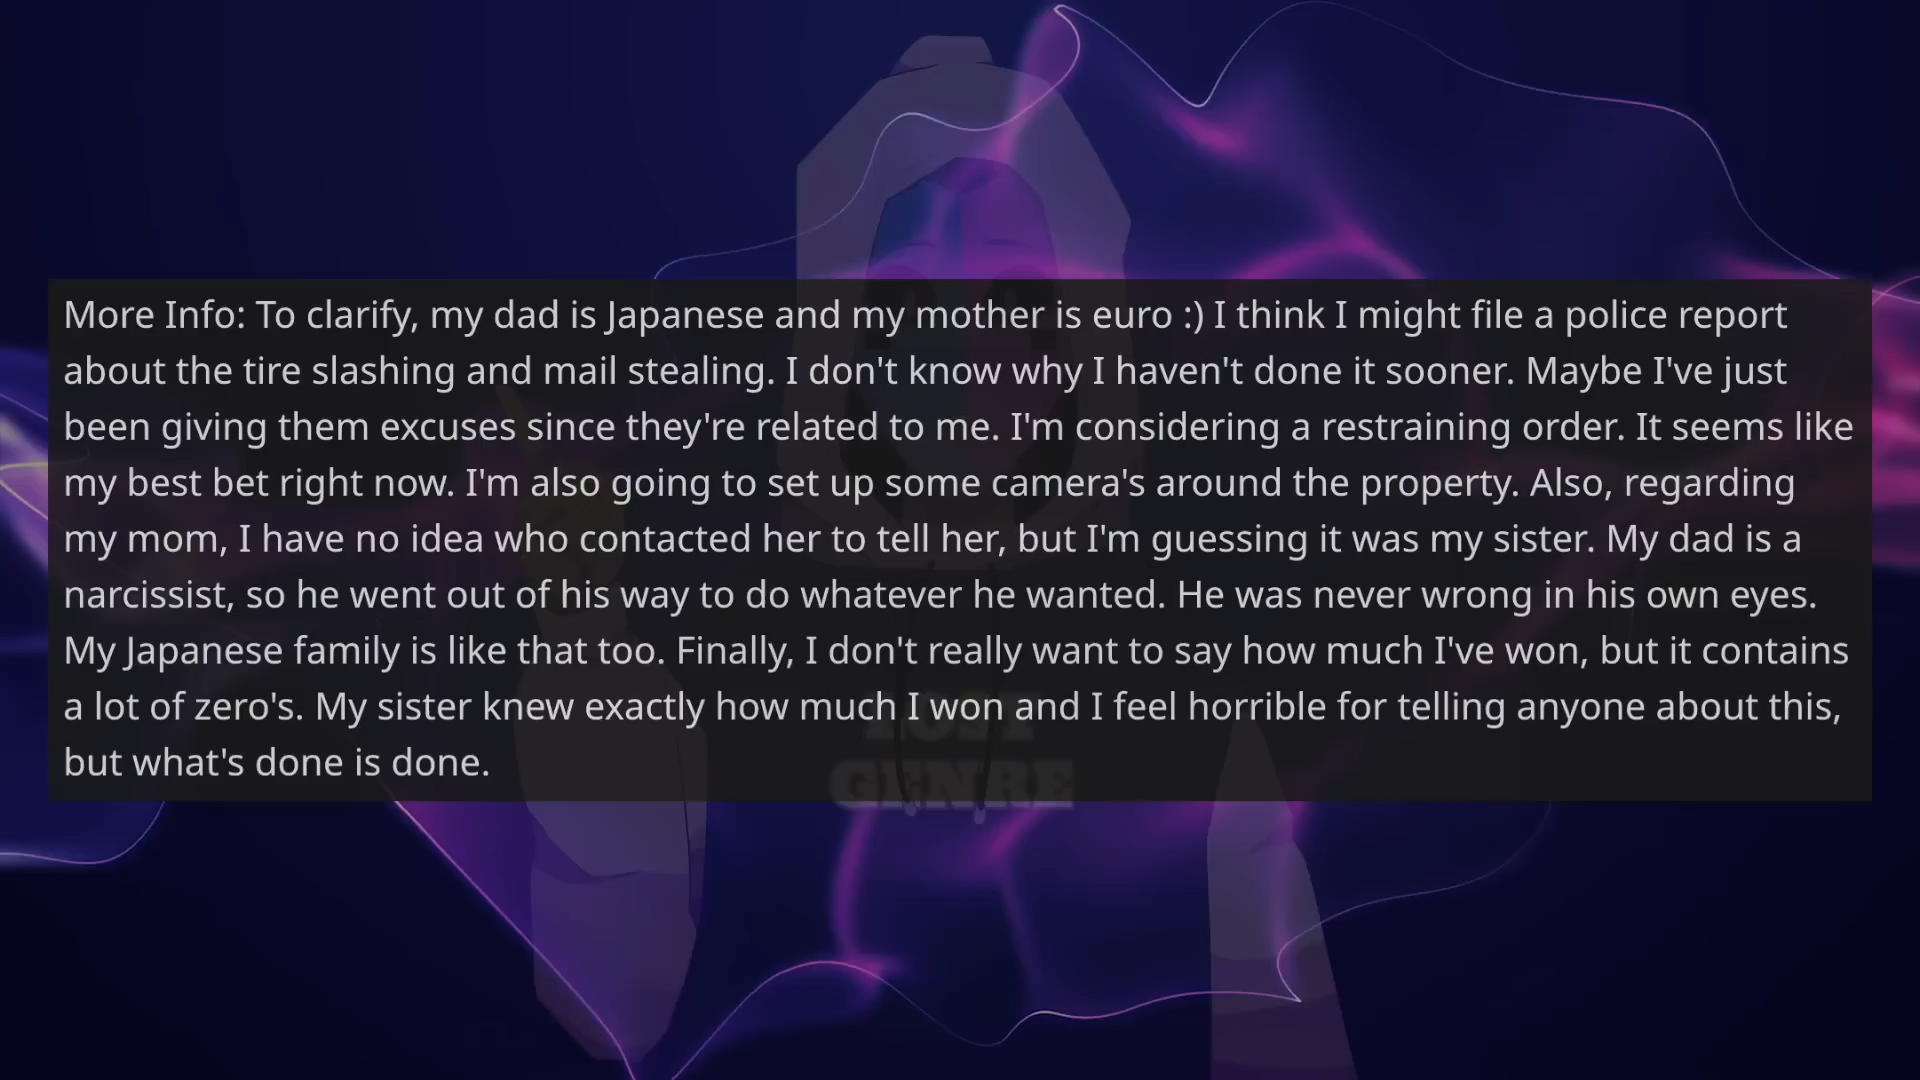 More Info: To clarify, my dad is Japanese and my mother is euro :) I think I might file a police report
about the tire slashing and mail stealing. I don't know why I haven't done it sooner. Maybe I've just
been giving them excuses since they're related to me. I'm considering a restraining order. It seems like
my best bet right now. I'm also going to set up some camera's around the property. Also, regarding
my mom, I have no idea who contacted her to tell her, but I'm guessing it was my sister. My dad is a
narcissist, so he went out of his way to do whatever he wanted. He was never wrong in his own eyes.
My Japanese family is like that too. Finally, I don't really want to say how much I've won, but it contains
a lot of zero's. My sister knew exactly how much I won and I feel horrible for telling anyone about this,
but what's done is done.
LOST
GENRE